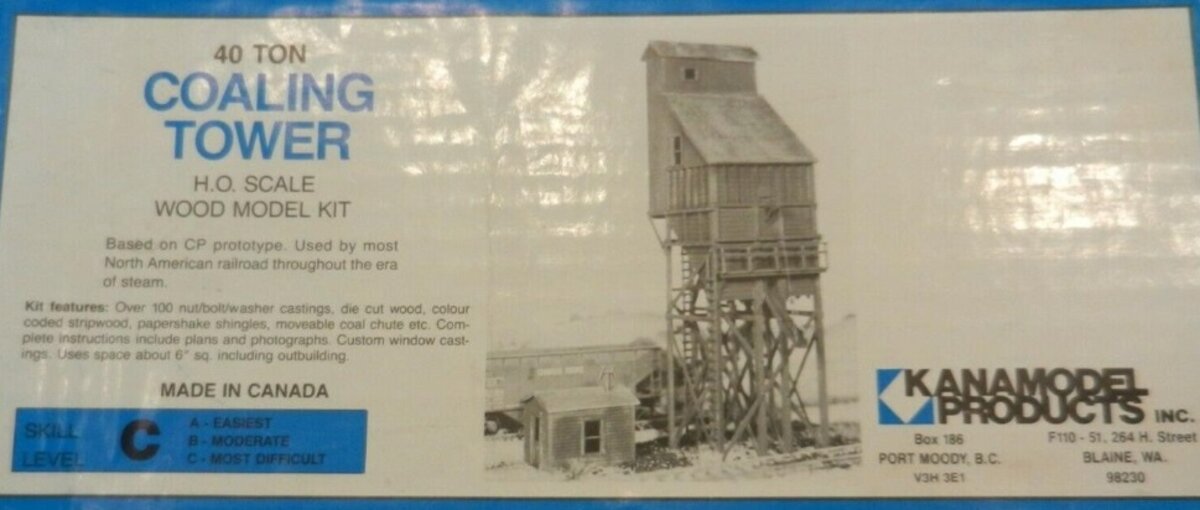 40 TON
COALING
TOWER
H.O. SCALE
WOOD MODEL KIT
Based on CP prototype. Used by most
North American railroad throughout the era
of steam.
Kit features: Over 100 nut/bolt/washer castings, die cut wood, colour
coded stripwood, papershake shingles, moveable coal chute etc. Com-
plete instructions include plans and photographs. Custom window cast-
ings. Uses space about 6" sq. including outbuilding.
MADE IN CANADA
SKILL
LEVEL
C
A - EASIEST
B - MODERATE
C - MOST DIFFICULT
KANAMODEL
PRODUCTS INC.
Box 186
PORT MOODY, B.C.
V3H 3E1
F110 - 51, 264 H. Street
BLAINE, WA.
98230